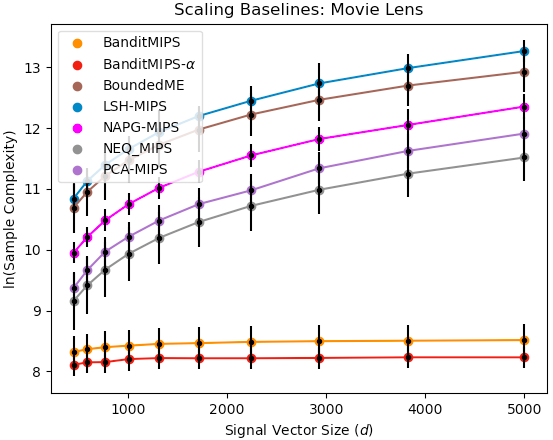 Scaling Baselines: Movie Lens
BanditMIPS
BanditMIPS-α
BoundedME
LSH-MIPS
NAPG-MIPS
NEQ_MIPS
PCA-MIPS
ln(Sample Complexity)
13
12
11
10
9
8
1000
2000
3000
4000
5000
Signal Vector Size (d)